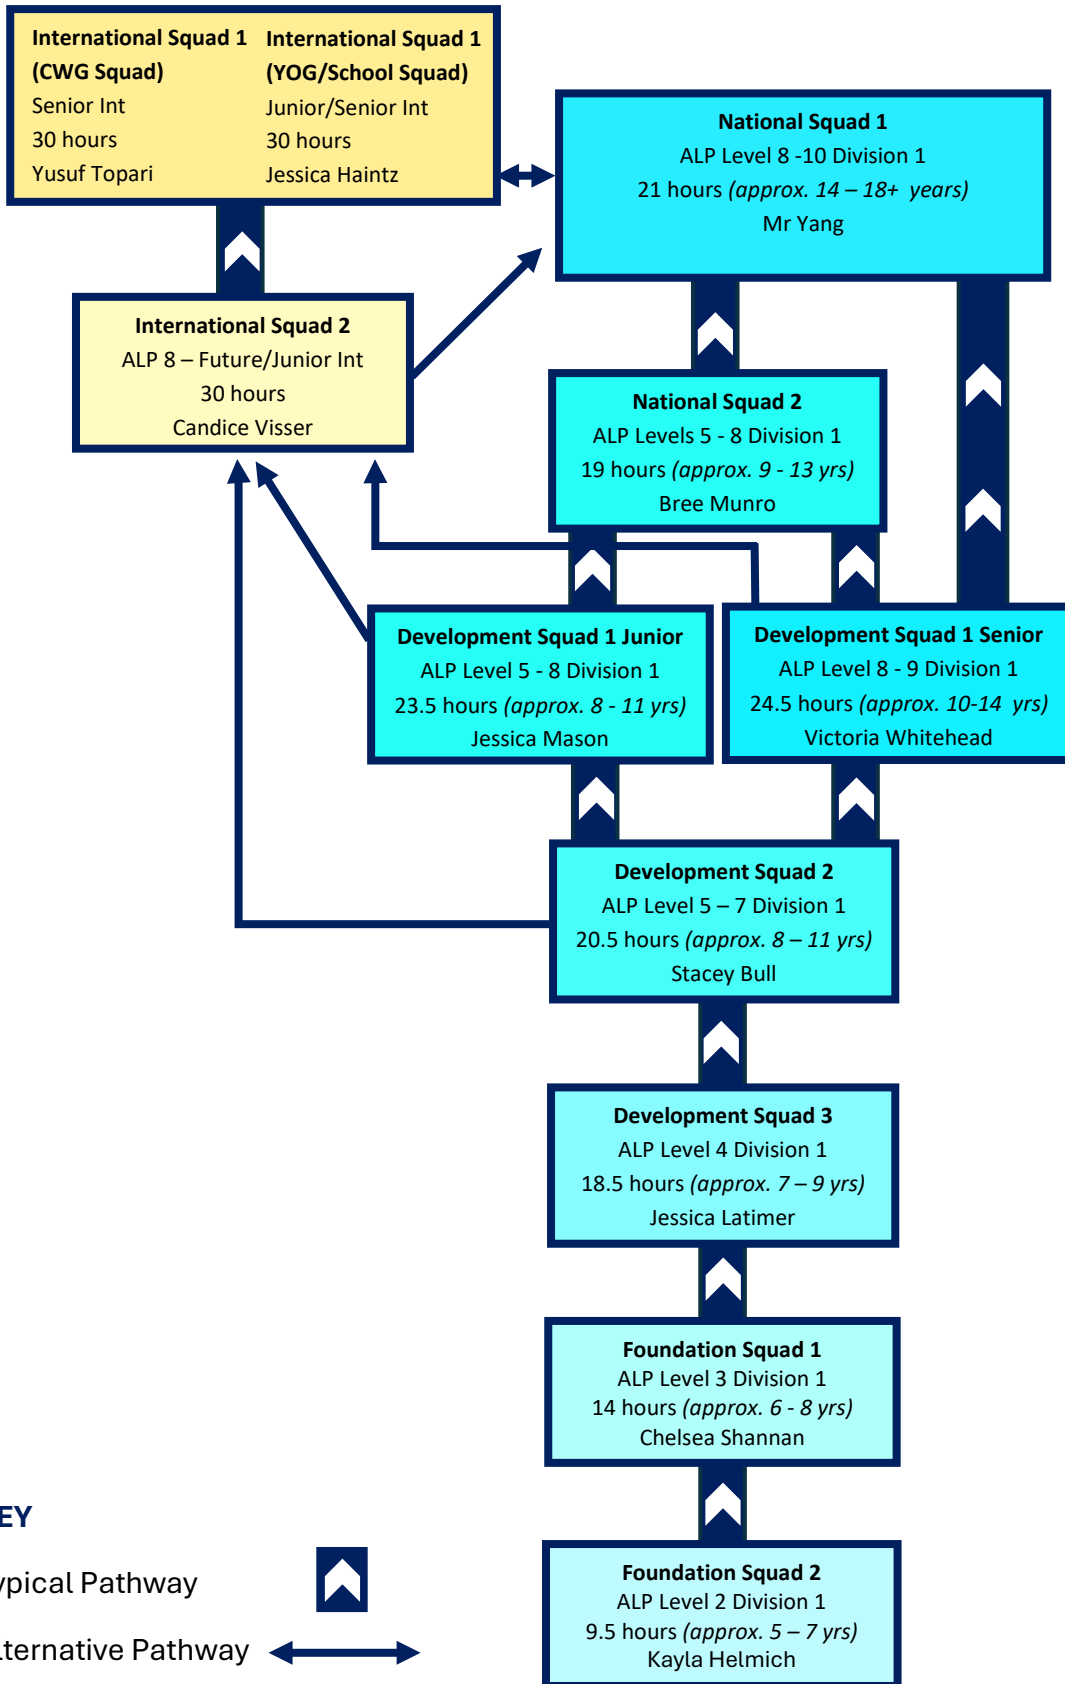 International Squad 1
(CWG Squad)
Senior Int
30 hours
Yusuf Topari
International Squad 1
(YOG/School Squad)
Junior/Senior Int
30 hours
Jessica Haintz
National Squad 1
ALP Level 8 -10 Division 1
21 hours (approx. 14 – 18+ years)
Mr Yang
International Squad 2
ALP 8 – Future/Junior Int
30 hours
Candice Visser
National Squad 2
ALP Levels 5 - 8 Division 1
19 hours (approx. 9 - 13 yrs)
Bree Munro
Development Squad 1 Junior
ALP Level 5 - 8 Division 1
23.5 hours (approx. 8 - 11 yrs)
Jessica Mason
Development Squad 1 Senior
ALP Level 8 - 9 Division 1
24.5 hours (approx. 10-14 yrs)
Victoria Whitehead
Development Squad 2
ALP Level 5 – 7 Division 1
20.5 hours (approx. 8 – 11 yrs)
Stacey Bull
Development Squad 3
ALP Level 4 Division 1
18.5 hours (approx. 7 – 9 yrs)
Jessica Latimer
Foundation Squad 1
ALP Level 3 Division 1
14 hours (approx. 6 - 8 yrs)
Chelsea Shannan
Foundation Squad 2
ALP Level 2 Division 1
9.5 hours (approx. 5 – 7 yrs)
Kayla Helmich
EY
ypical Pathway
lternative Pathway